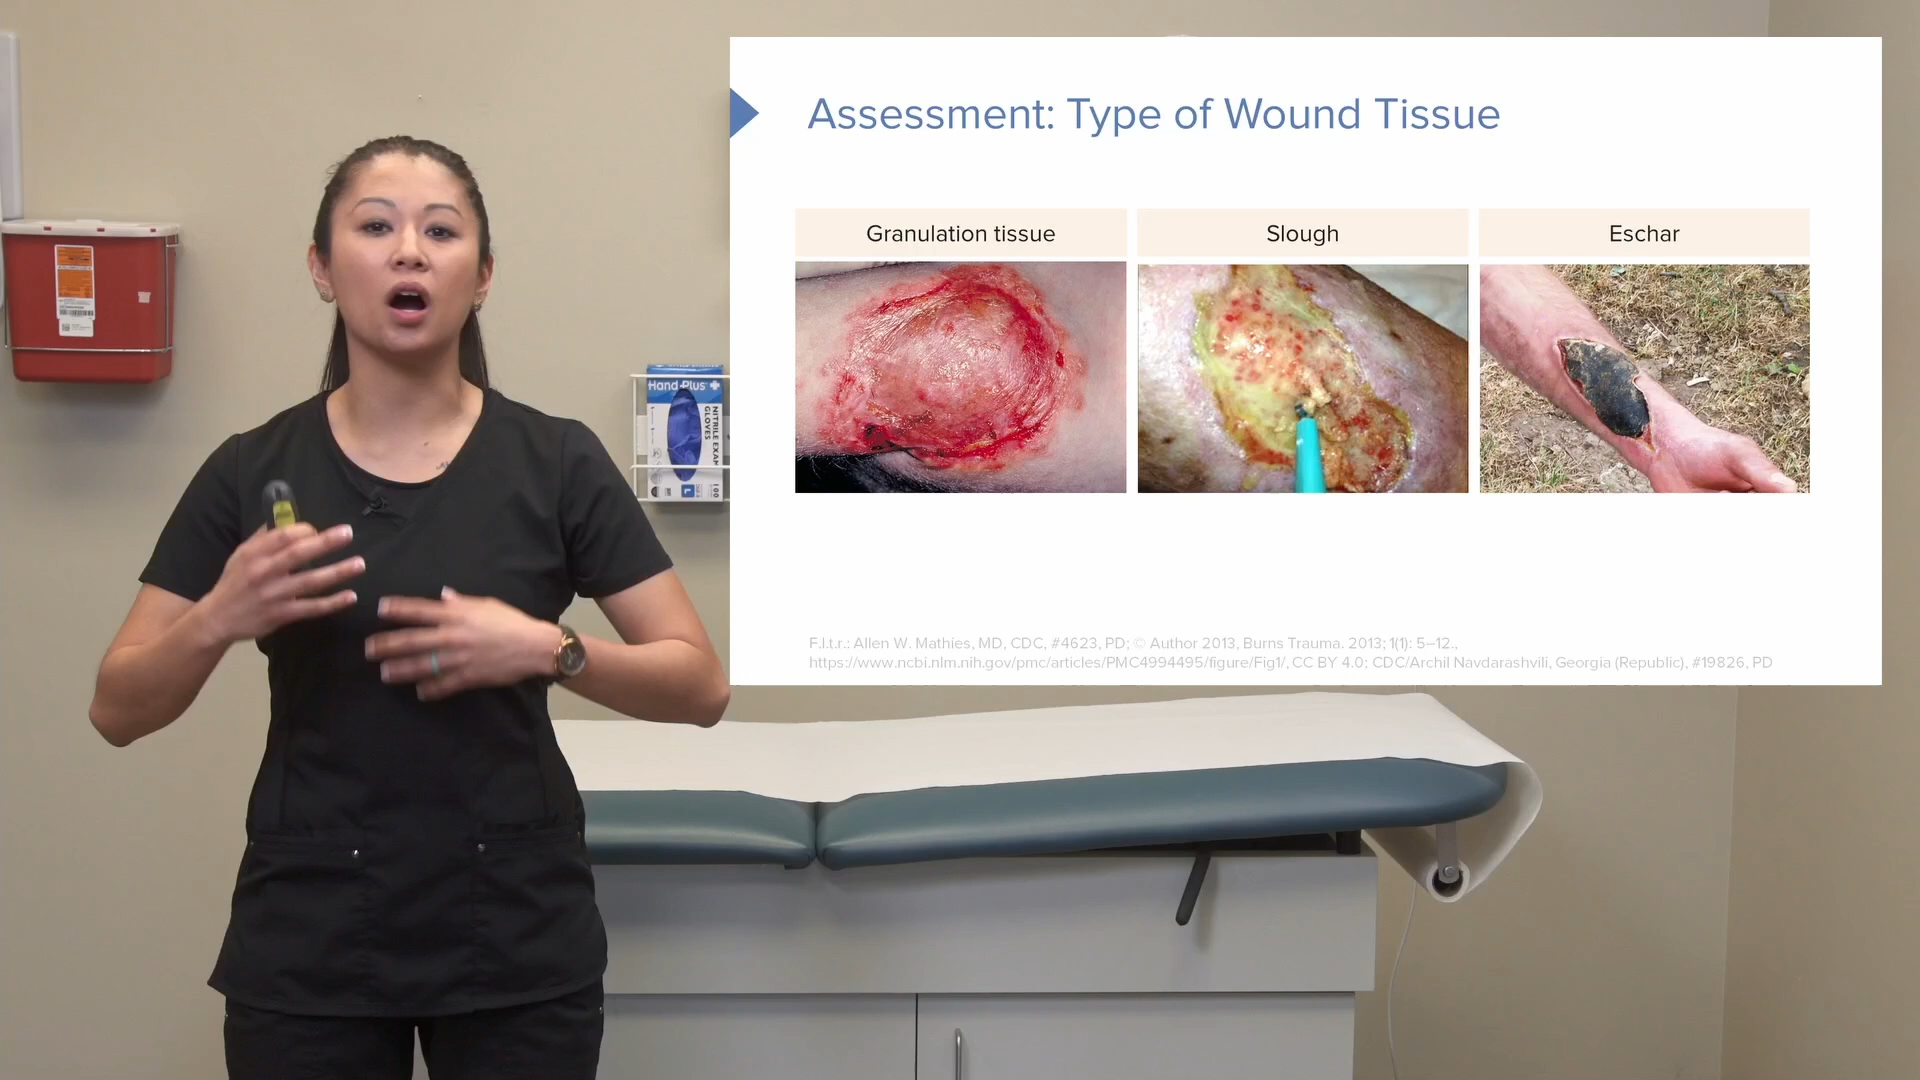 Assessment: Type of Wound Tissue
Granulation tissue
Slough
Eschar
F.l.t.r.: Allen W. Mathies, MD, CDC, #4623, PD; © Author 2013, Burns Trauma. 2013; 1(1): 5–12.,
https://www.ncbi.nlm.nih.gov/pmc/articles/PMC4994495/figure/Fig1/, CC BY 4.0; CDC/Archil Navdarashvili, Georgia (Republic), #19826, PD
Hand Plus
NITRILE EXAM
GLOVES
L
100